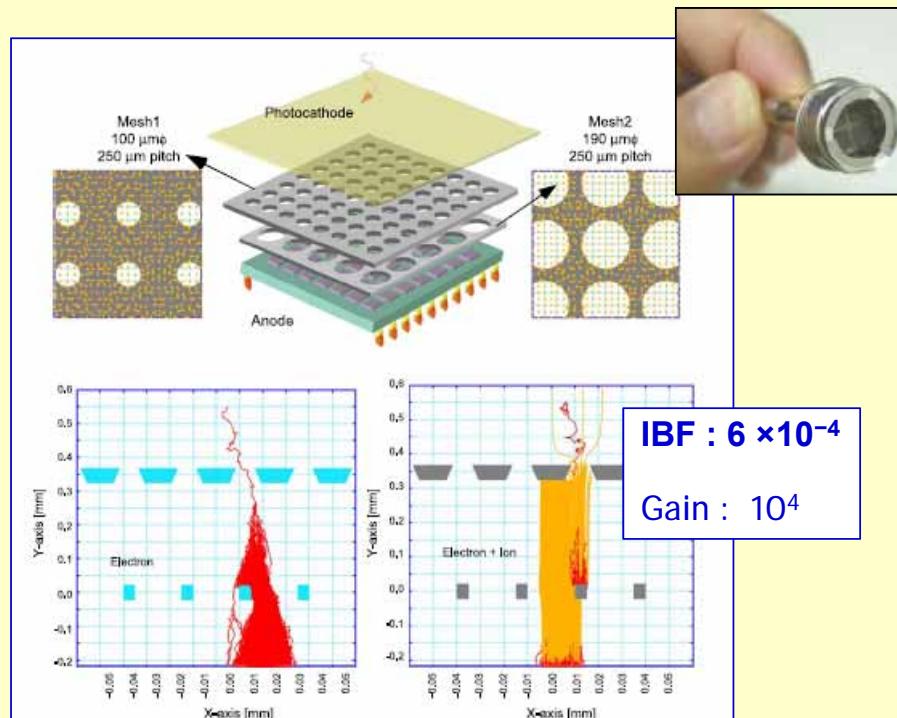 Photocathode
Mesh1
100 μmφ
250 μm pitch
Mesh2
190 μmφ
250 μm pitch
Anode
0.6
0.5
0.4
0.3
0.2
0.1
0.0
-0.1
-0.2
Y-axis [mm]
Electron
-0.05
-0.04
-0.03
-0.02
-0.01
0.00
0.01
0.02
0.03
0.04
0.05
X-axis [mm]
0.6
0.5
0.4
0.3
0.2
0.1
0.0
-0.1
-0.2
Y-axis [mm]
Electron + Ion
-0.05
-0.04
-0.03
-0.02
-0.01
0.00
0.01
0.02
0.03
0.04
0.05
X-axis [mm]
IBF : 6 ×10⁻⁴
Gain : 10⁴